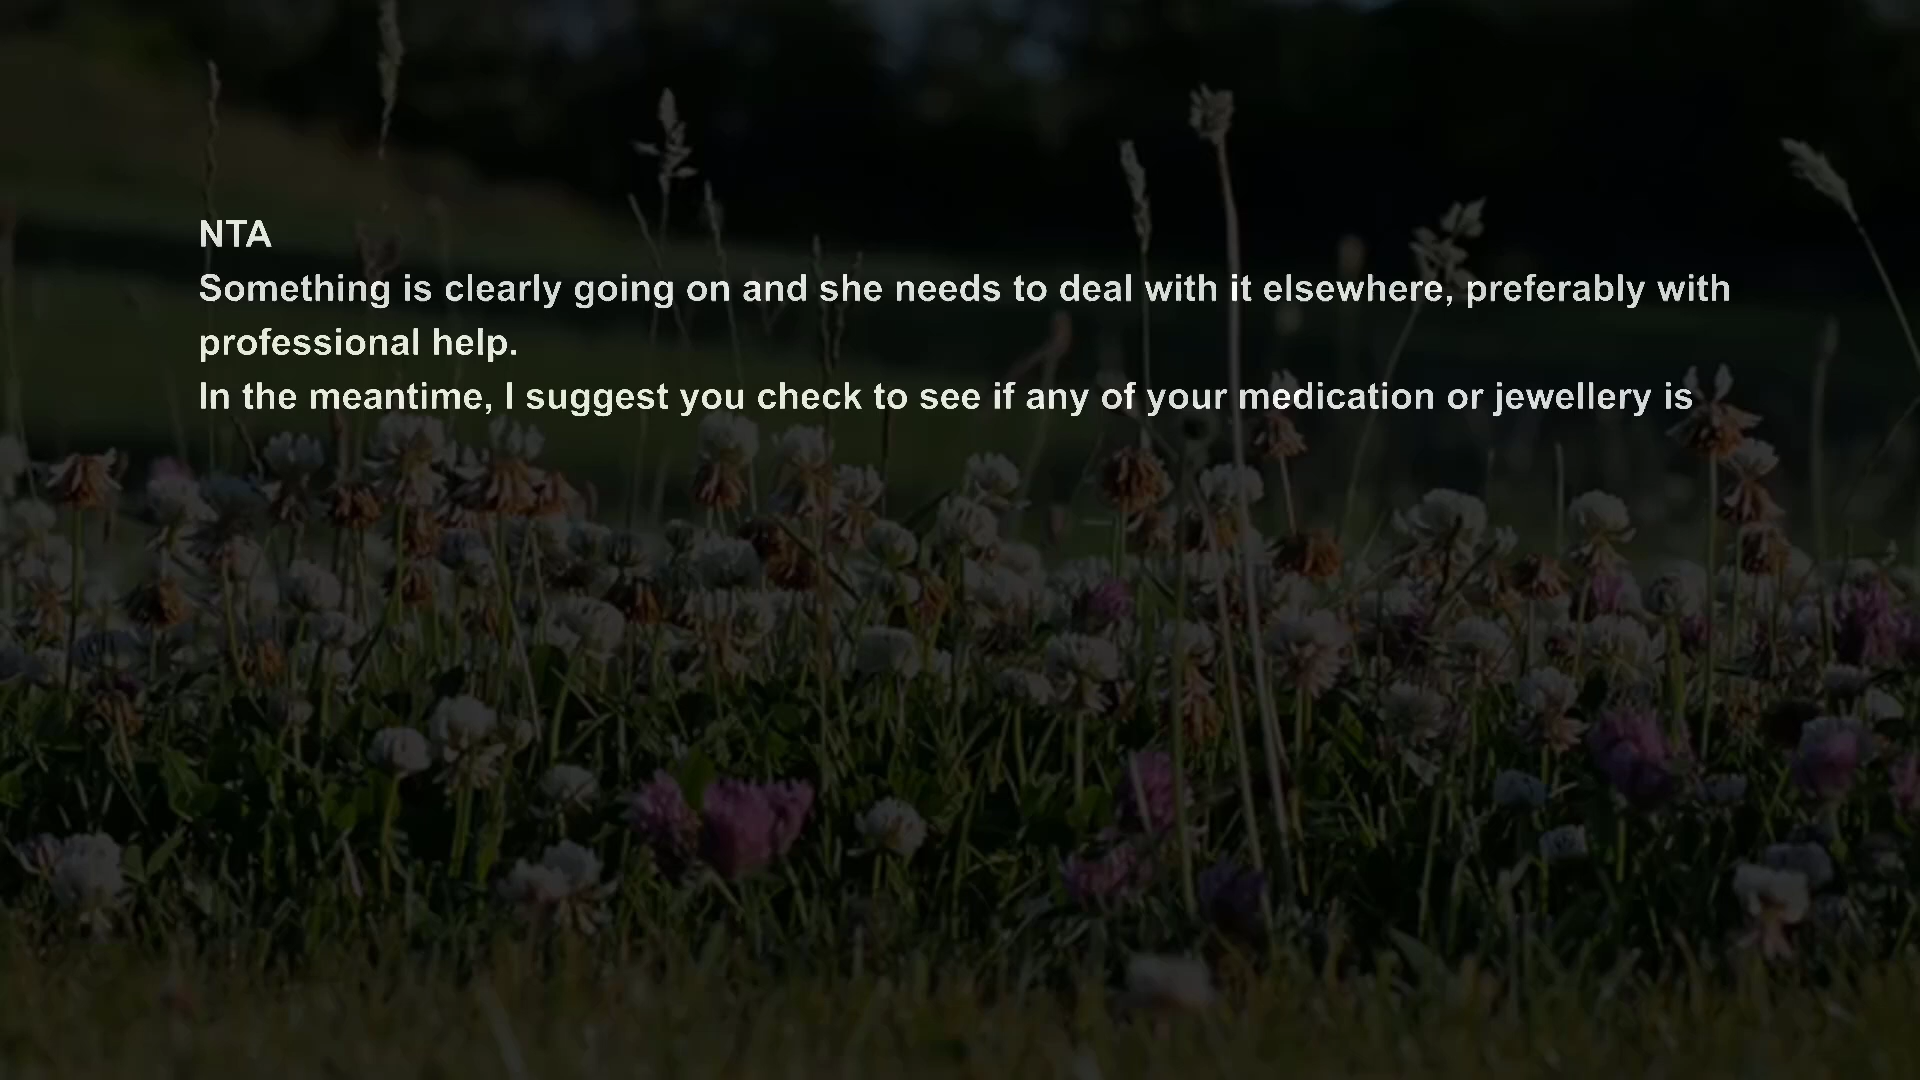 NTA
Something is clearly going on and she needs to deal with it elsewhere, preferably with
professional help.
In the meantime, I suggest you check to see if any of your medication or jewellery is